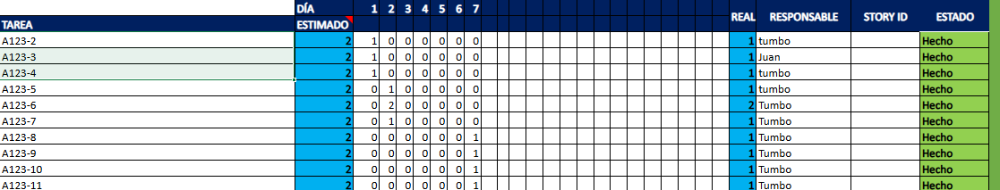 DÍA 1 2 3 4 5 6 7
TAREA ESTIMADO REAL RESPONSABLE STORY ID ESTADO
A123-2 2 1 0 0 0 0 0 0 1 tumbo Hecho
A123-3 2 1 0 0 0 0 0 0 1 Juan Hecho
A123-4 2 1 0 0 0 0 0 0 1 tumbo Hecho
A123-5 2 0 1 0 0 0 0 0 1 tumbo Hecho
A123-6 2 0 2 0 0 0 0 0 2 Tumbo Hecho
A123-7 2 0 1 0 0 0 0 0 1 Tumbo Hecho
A123-8 2 0 0 0 0 0 0 1 1 Tumbo Hecho
A123-9 2 0 0 0 0 0 0 1 1 Tumbo Hecho
A123-10 2 0 0 0 0 0 0 1 1 Tumbo Hecho
A123-11 2 0 0 0 0 0 0 1 1 Tumbo Hecho